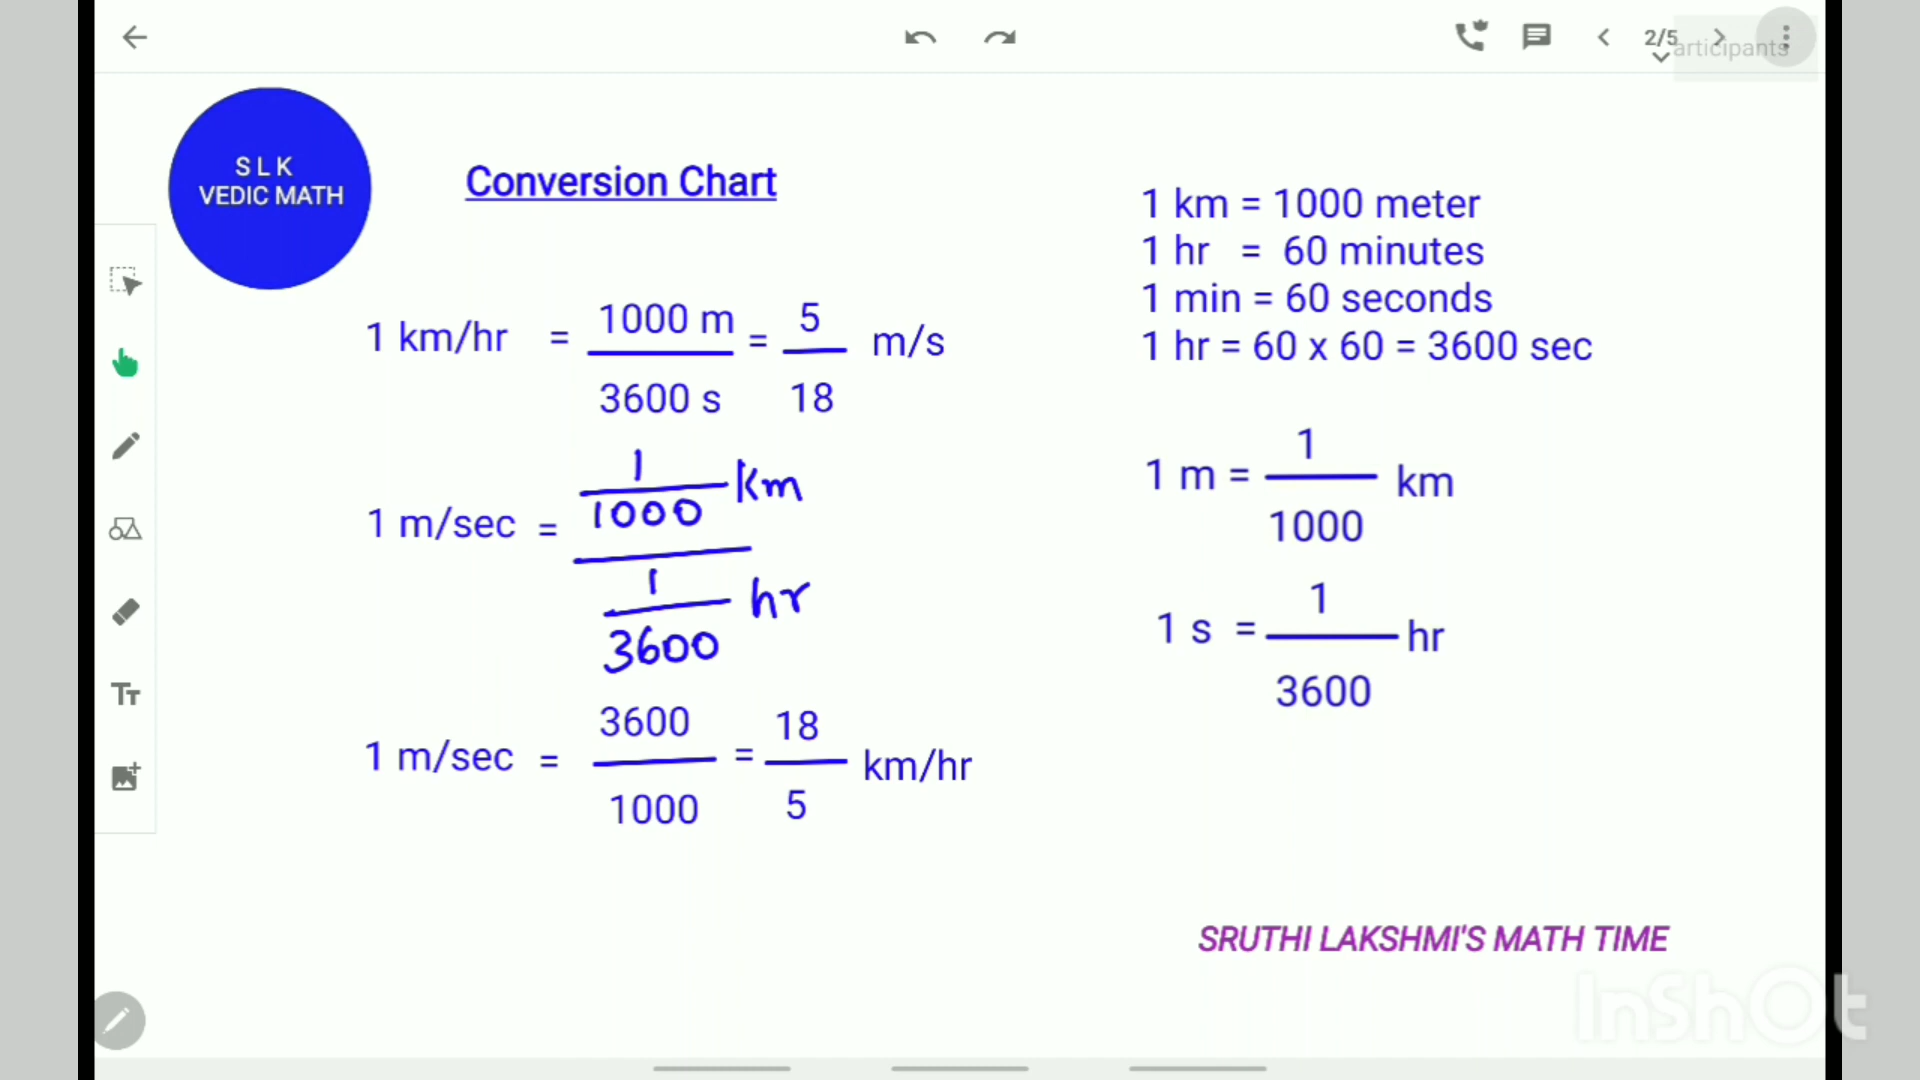 2/5
articipants
S L K
VEDIC MATH
Conversion Chart
1 km/hr = 1000 m / 3600 s = 5 / 18 m/s
1 m/sec = 1/1000 km / 1/3600 hr
1 m/sec = 3600 / 1000 = 18 / 5 km/hr
1 km = 1000 meter
1 hr = 60 minutes
1 min = 60 seconds
1 hr = 60 x 60 = 3600 sec
1 m = 1 / 1000 km
1 s = 1 / 3600 hr
SRUTHI LAKSHMI'S MATH TIME
InShOt